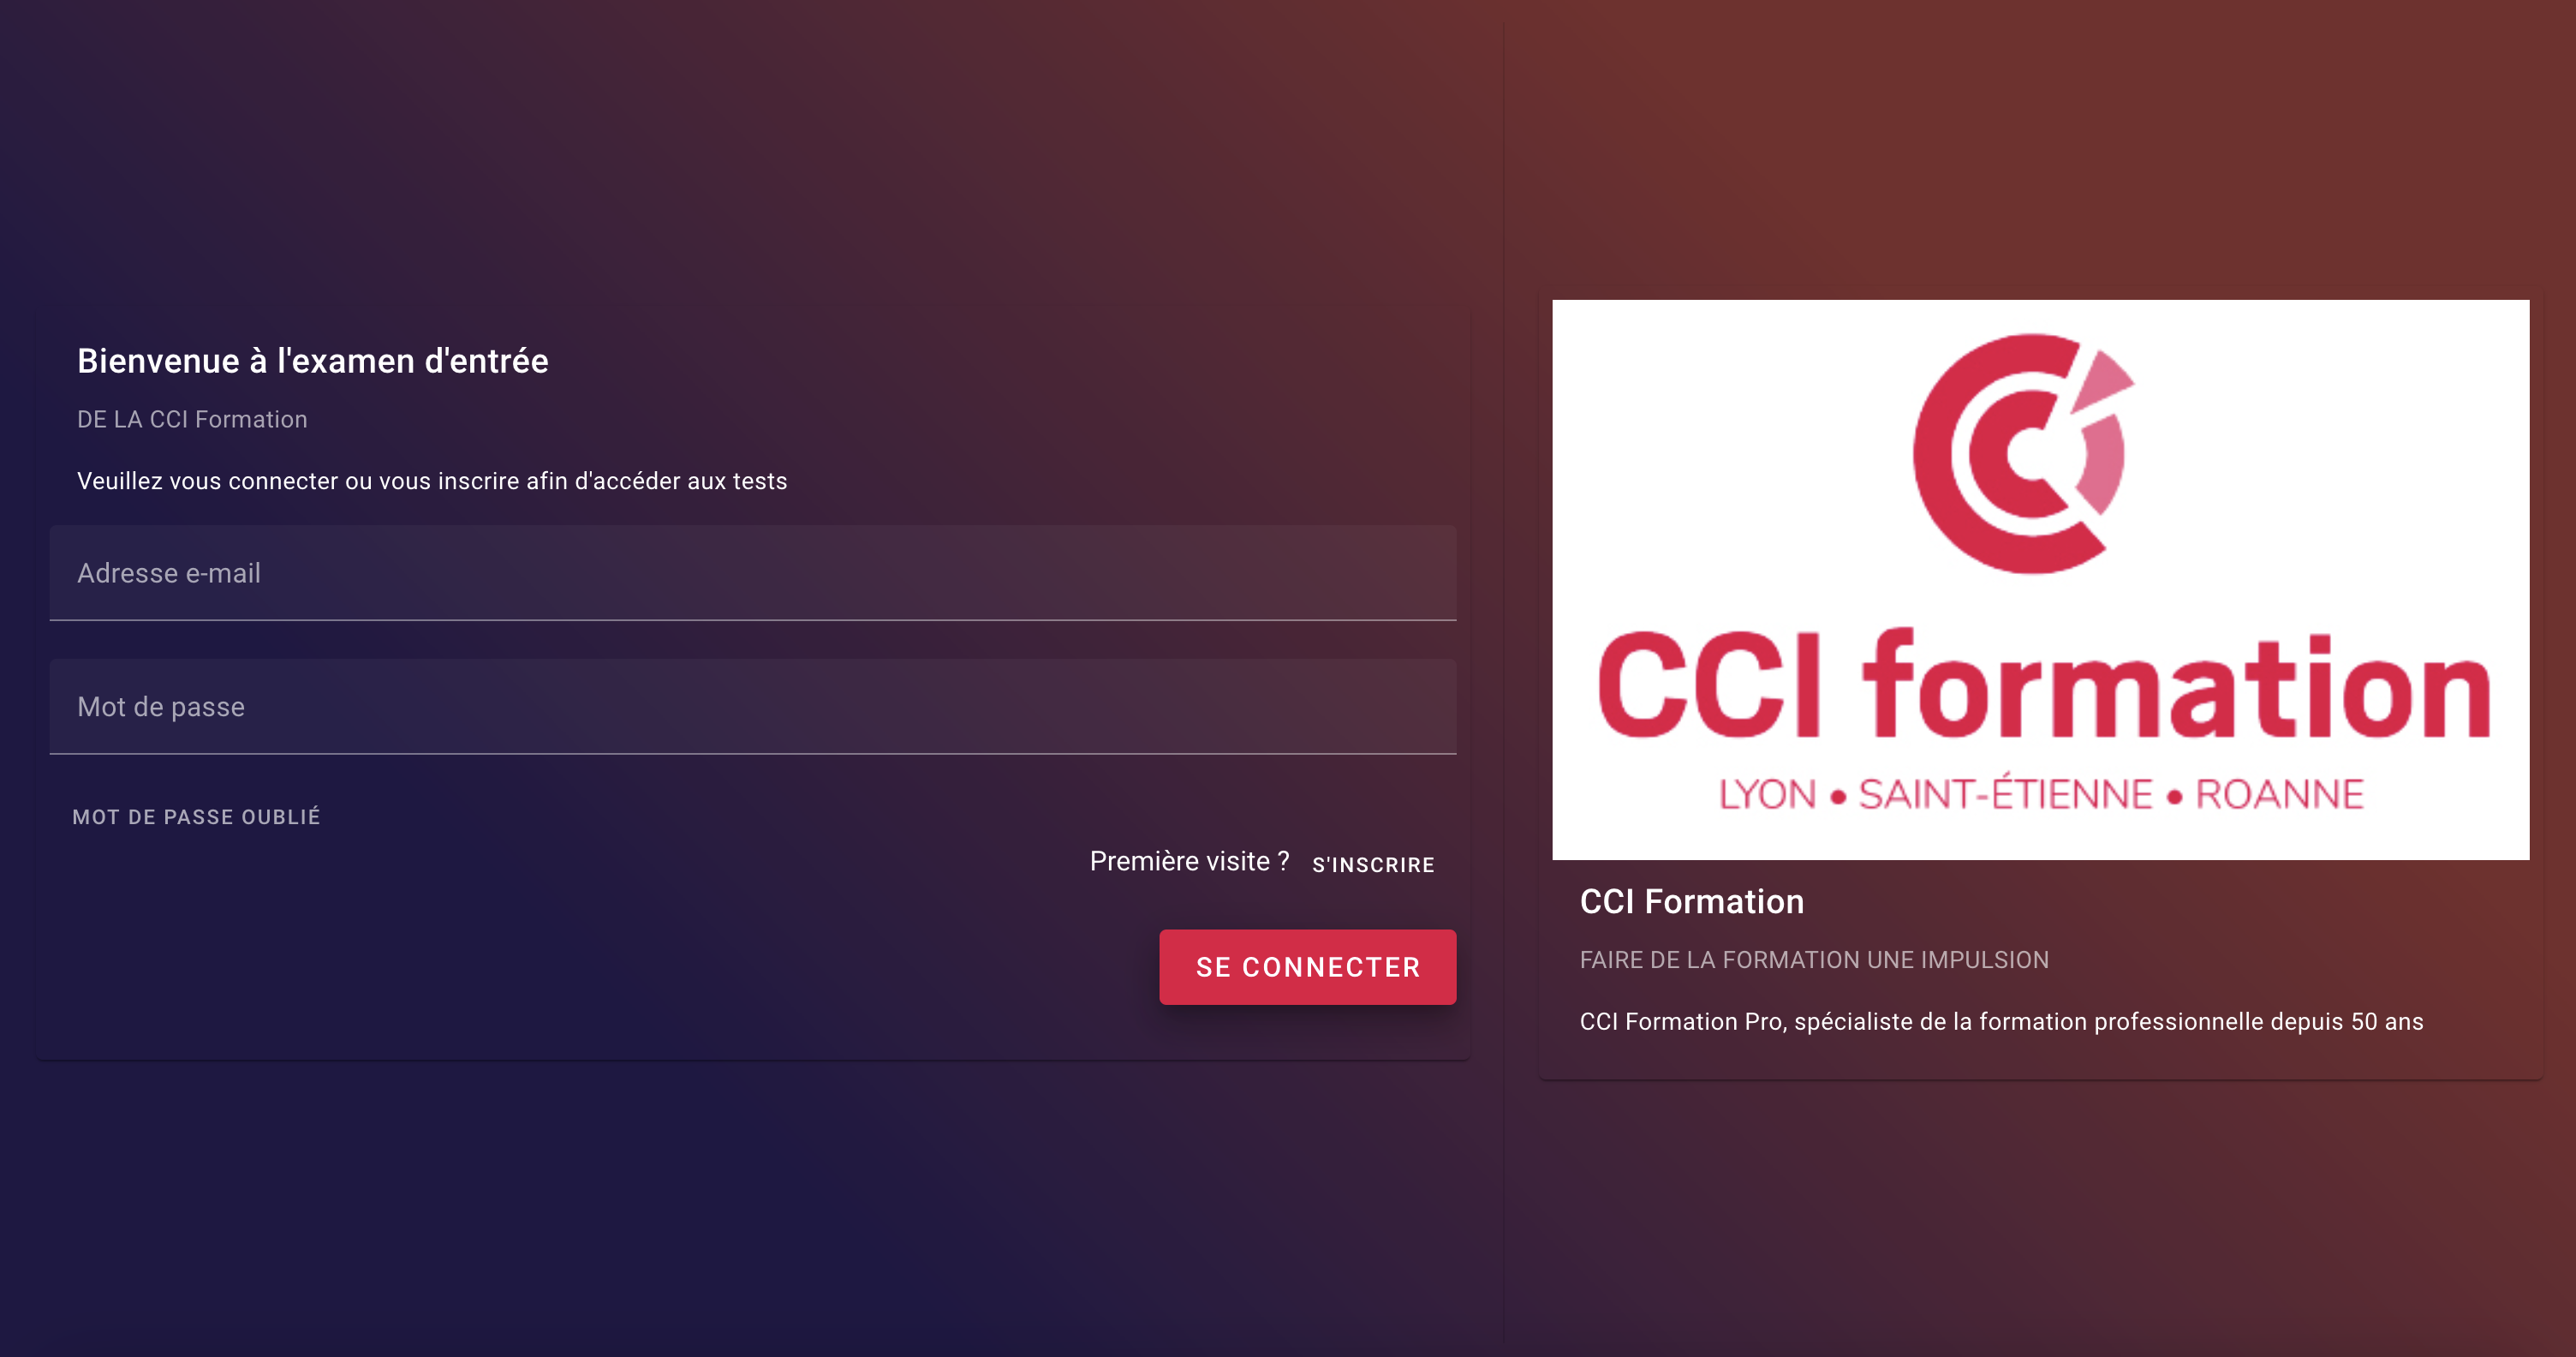 Bienvenue à l'examen d'entrée
DE LA CCI Formation
Veuillez vous connecter ou vous inscrire afin d'accéder aux tests
Adresse e-mail
Mot de passe
MOT DE PASSE OUBLIÉ
Première visite ? S'INSCRIRE
SE CONNECTER
CCI formation
LYON • SAINT-ÉTIENNE • ROANNE
CCI Formation
FAIRE DE LA FORMATION UNE IMPULSION
CCI Formation Pro, spécialiste de la formation professionnelle depuis 50 ans